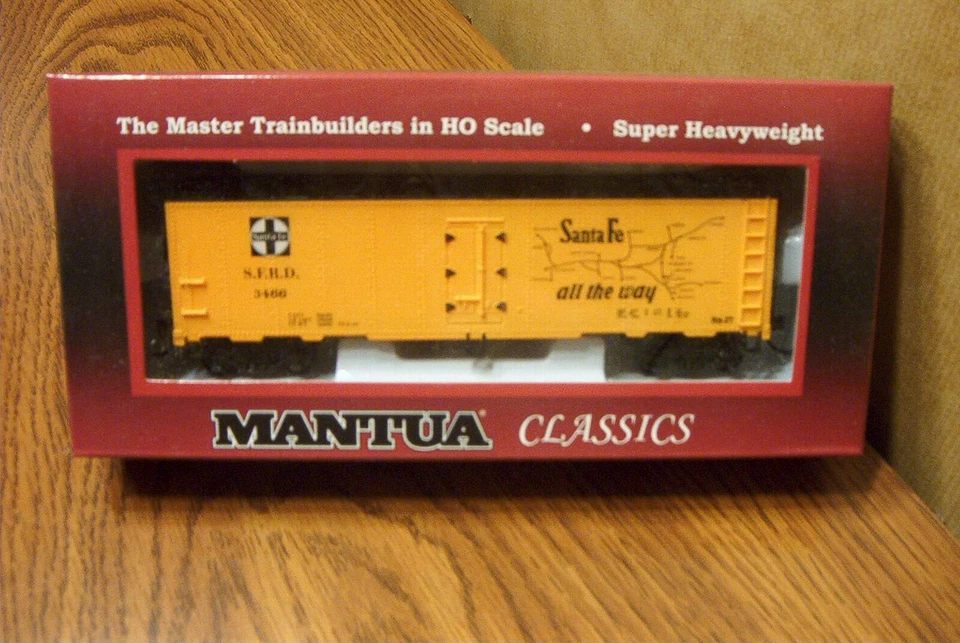 The Master Trainbuilders in HO Scale • Super Heavyweight
Santa Fe
S.F.R.D.
3466
Santa Fe
all the way
MANTUA® CLASSICS